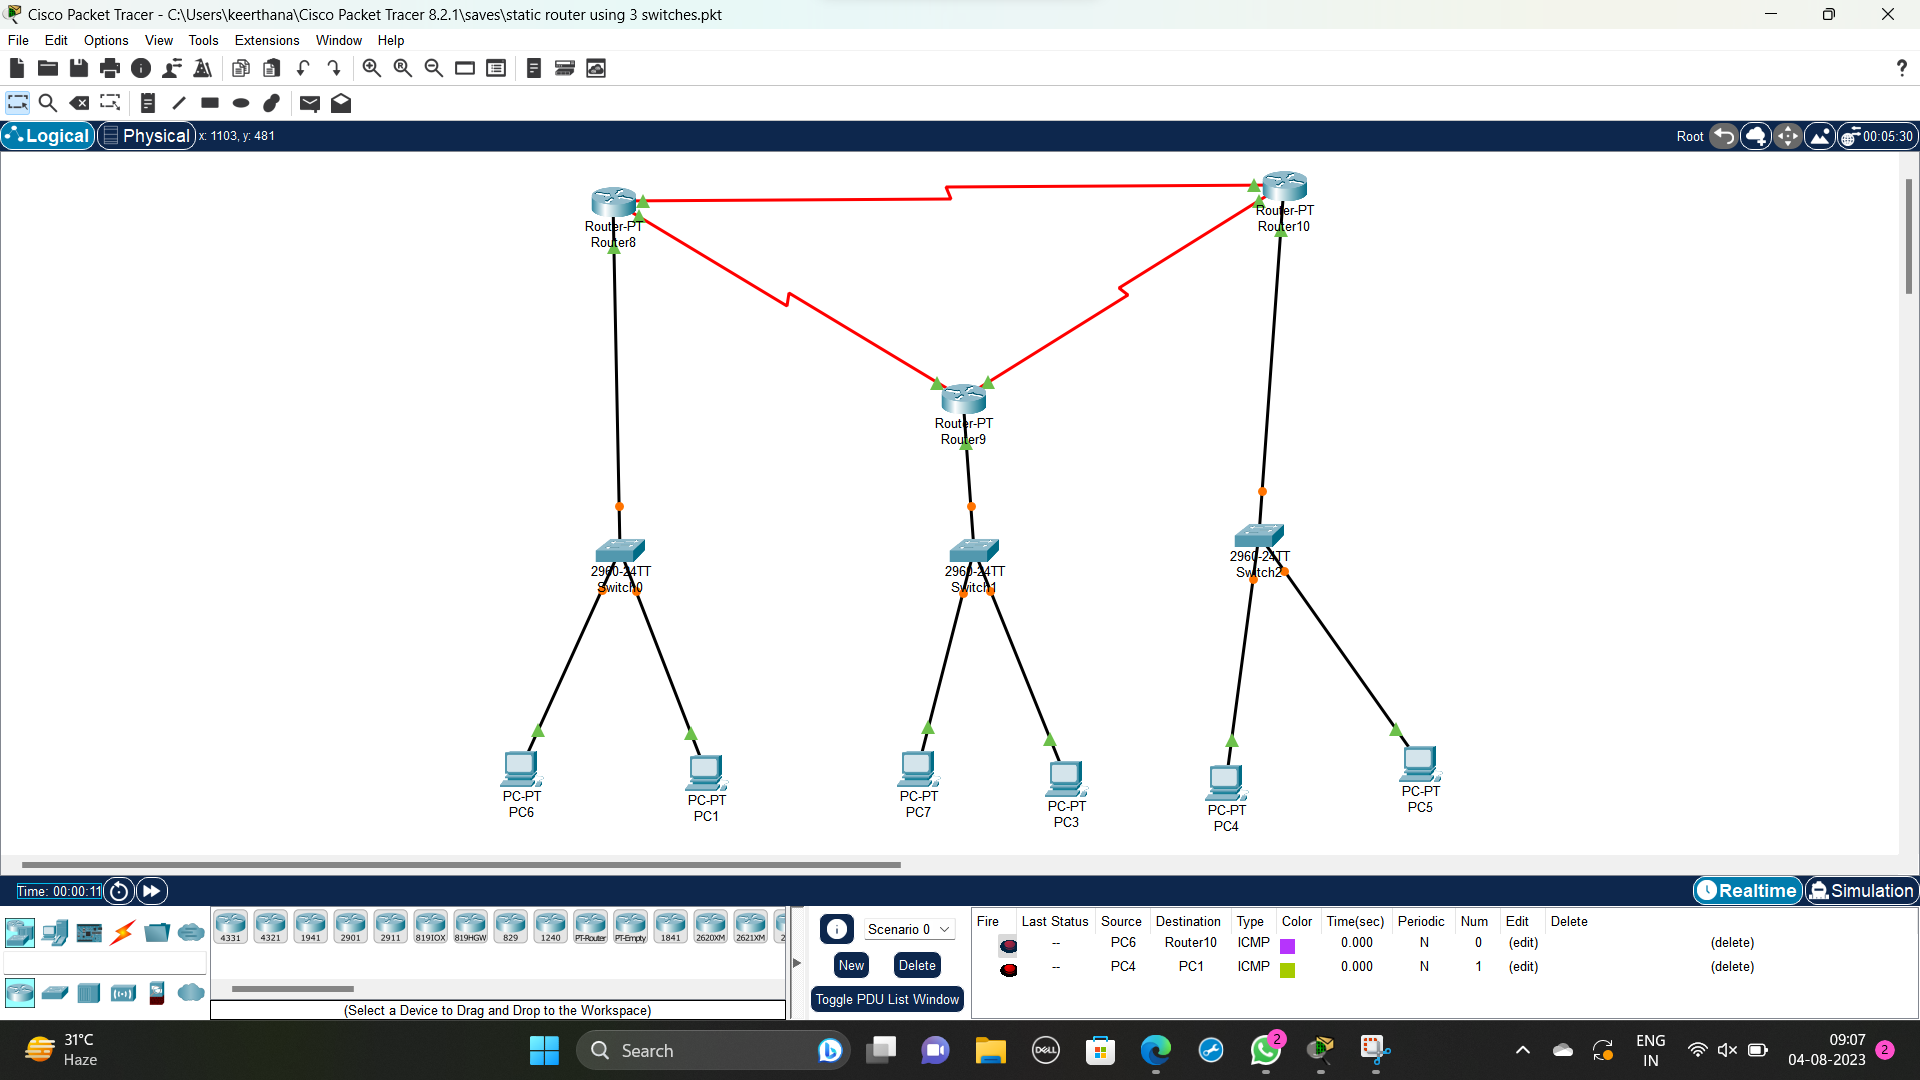 Cisco Packet Tracer - C:\Users\keerthana\Cisco Packet Tracer 8.2.1\saves\static router using 3 switches.pkt
File Edit Options View Tools Extensions Window Help
?
Logical Physical x: 1103, y: 481 Root 00:05:30
Router-PT
Router8
Router-PT
Router10
Router-PT
Router9
2960-24TT
Switch0
2960-24TT
Switch1
2960-24TT
Switch2
PC-PT
PC6
PC-PT
PC1
PC-PT
PC7
PC-PT
PC3
PC-PT
PC4
PC-PT
PC5
Time: 00:00:11 Realtime Simulation
4331 4321 1941 2901 2911 819IOX 819HGW 829 1240 PT-Router PT-Empty 1841 2620XM 2621XM 2
(Select a Device to Drag and Drop to the Workspace)
Scenario 0
New Delete
Toggle PDU List Window
Fire Last Status Source Destination Type Color Time(sec) Periodic Num Edit Delete
-- PC6 Router10 ICMP 0.000 N 0 (edit) (delete)
-- PC4 PC1 ICMP 0.000 N 1 (edit) (delete)
31°C
Haze
Search
DELL
2
ENG
IN
09:07
04-08-2023
2